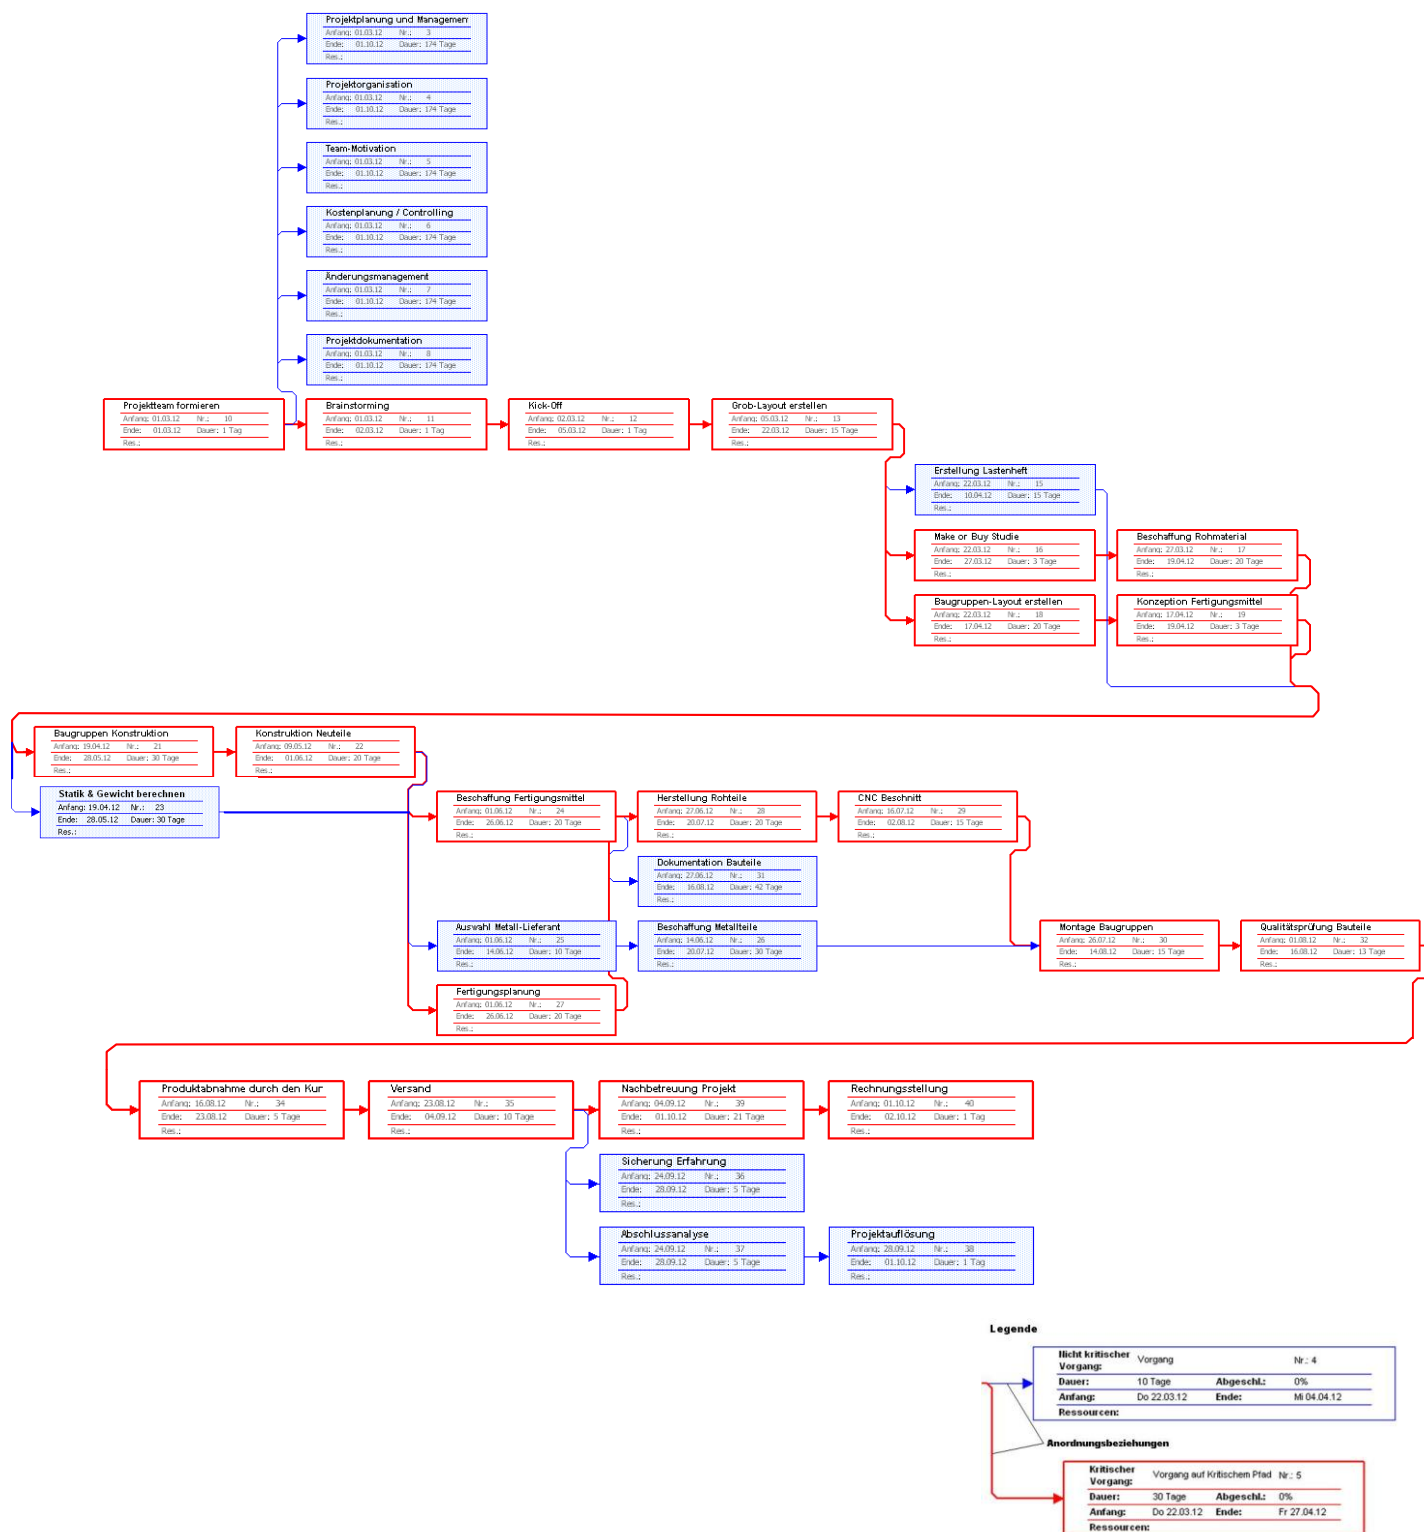 Projektplanung und Managemen
Anfang: 01.03.12 Nr.: 3
Ende: 01.10.12 Dauer: 174 Tage
Res.:
Projektorganisation
Anfang: 01.03.12 Nr.: 4
Ende: 01.10.12 Dauer: 174 Tage
Res.:
Team-Motivation
Anfang: 01.03.12 Nr.: 5
Ende: 01.10.12 Dauer: 174 Tage
Res.:
Kostenplanung / Controlling
Anfang: 01.03.12 Nr.: 6
Ende: 01.10.12 Dauer: 174 Tage
Res.:
Änderungsmanagement
Anfang: 01.03.12 Nr.: 7
Ende: 01.10.12 Dauer: 174 Tage
Res.:
Projektdokumentation
Anfang: 01.03.12 Nr.: 8
Ende: 01.10.12 Dauer: 174 Tage
Res.:
Projektteam formieren
Anfang: 01.03.12 Nr.: 10
Ende: 01.03.12 Dauer: 1 Tag
Res.:
Brainstorming
Anfang: 01.03.12 Nr.: 11
Ende: 02.03.12 Dauer: 1 Tag
Res.:
Kick-Off
Anfang: 02.03.12 Nr.: 12
Ende: 05.03.12 Dauer: 1 Tag
Res.:
Grob-Layout erstellen
Anfang: 05.03.12 Nr.: 13
Ende: 22.03.12 Dauer: 15 Tage
Res.:
Erstellung Lastenheft
Anfang: 22.03.12 Nr.: 15
Ende: 10.04.12 Dauer: 15 Tage
Res.:
Make or Buy Studie
Anfang: 22.03.12 Nr.: 16
Ende: 27.03.12 Dauer: 3 Tage
Res.:
Beschaffung Rohmaterial
Anfang: 27.03.12 Nr.: 17
Ende: 19.04.12 Dauer: 20 Tage
Res.:
Baugruppen-Layout erstellen
Anfang: 22.03.12 Nr.: 18
Ende: 17.04.12 Dauer: 20 Tage
Res.:
Konzeption Fertigungsmittel
Anfang: 17.04.12 Nr.: 19
Ende: 19.04.12 Dauer: 3 Tage
Res.:
Baugruppen Konstruktion
Anfang: 19.04.12 Nr.: 21
Ende: 28.05.12 Dauer: 30 Tage
Res.:
Konstruktion Neuteile
Anfang: 09.05.12 Nr.: 22
Ende: 01.06.12 Dauer: 20 Tage
Res.:
Statik & Gewicht berechnen
Anfang: 19.04.12 Nr.: 23
Ende: 28.05.12 Dauer: 30 Tage
Res.:
Beschaffung Fertigungsmittel
Anfang: 01.06.12 Nr.: 24
Ende: 26.06.12 Dauer: 20 Tage
Res.:
Herstellung Rohteile
Anfang: 27.06.12 Nr.: 28
Ende: 20.07.12 Dauer: 20 Tage
Res.:
CNC Beschnitt
Anfang: 16.07.12 Nr.: 29
Ende: 02.08.12 Dauer: 15 Tage
Res.:
Dokumentation Bauteile
Anfang: 27.06.12 Nr.: 31
Ende: 16.08.12 Dauer: 42 Tage
Res.:
Auswahl Metall-Lieferant
Anfang: 01.06.12 Nr.: 25
Ende: 14.06.12 Dauer: 10 Tage
Res.:
Beschaffung Metallteile
Anfang: 14.06.12 Nr.: 26
Ende: 20.07.12 Dauer: 30 Tage
Res.:
Montage Baugruppen
Anfang: 26.07.12 Nr.: 30
Ende: 14.08.12 Dauer: 15 Tage
Res.:
Qualitätsprüfung Bauteile
Anfang: 01.08.12 Nr.: 32
Ende: 16.08.12 Dauer: 13 Tage
Res.:
Fertigungsplanung
Anfang: 01.06.12 Nr.: 27
Ende: 26.06.12 Dauer: 20 Tage
Res.:
Produktabnahme durch den Kur
Anfang: 16.08.12 Nr.: 34
Ende: 23.08.12 Dauer: 5 Tage
Res.:
Versand
Anfang: 23.08.12 Nr.: 35
Ende: 04.09.12 Dauer: 10 Tage
Res.:
Nachbetreuung Projekt
Anfang: 04.09.12 Nr.: 39
Ende: 01.10.12 Dauer: 21 Tage
Res.:
Rechnungsstellung
Anfang: 01.10.12 Nr.: 40
Ende: 02.10.12 Dauer: 1 Tag
Res.:
Sicherung Erfahrung
Anfang: 24.09.12 Nr.: 36
Ende: 28.09.12 Dauer: 5 Tage
Res.:
Abschlussanalyse
Anfang: 24.09.12 Nr.: 37
Ende: 28.09.12 Dauer: 5 Tage
Res.:
Projektauflösung
Anfang: 28.09.12 Nr.: 38
Ende: 01.10.12 Dauer: 1 Tag
Res.:
Legende
Nicht kritischer Vorgang: Vorgang Nr.: 4
Dauer: 10 Tage Abgeschl.: 0%
Anfang: Do 22.03.12 Ende: Mi 04.04.12
Ressourcen:
Anordnungsbeziehungen
Kritischer Vorgang: Vorgang auf Kritischem Pfad Nr.: 5
Dauer: 30 Tage Abgeschl.: 0%
Anfang: Do 22.03.12 Ende: Fr 27.04.12
Ressourcen: